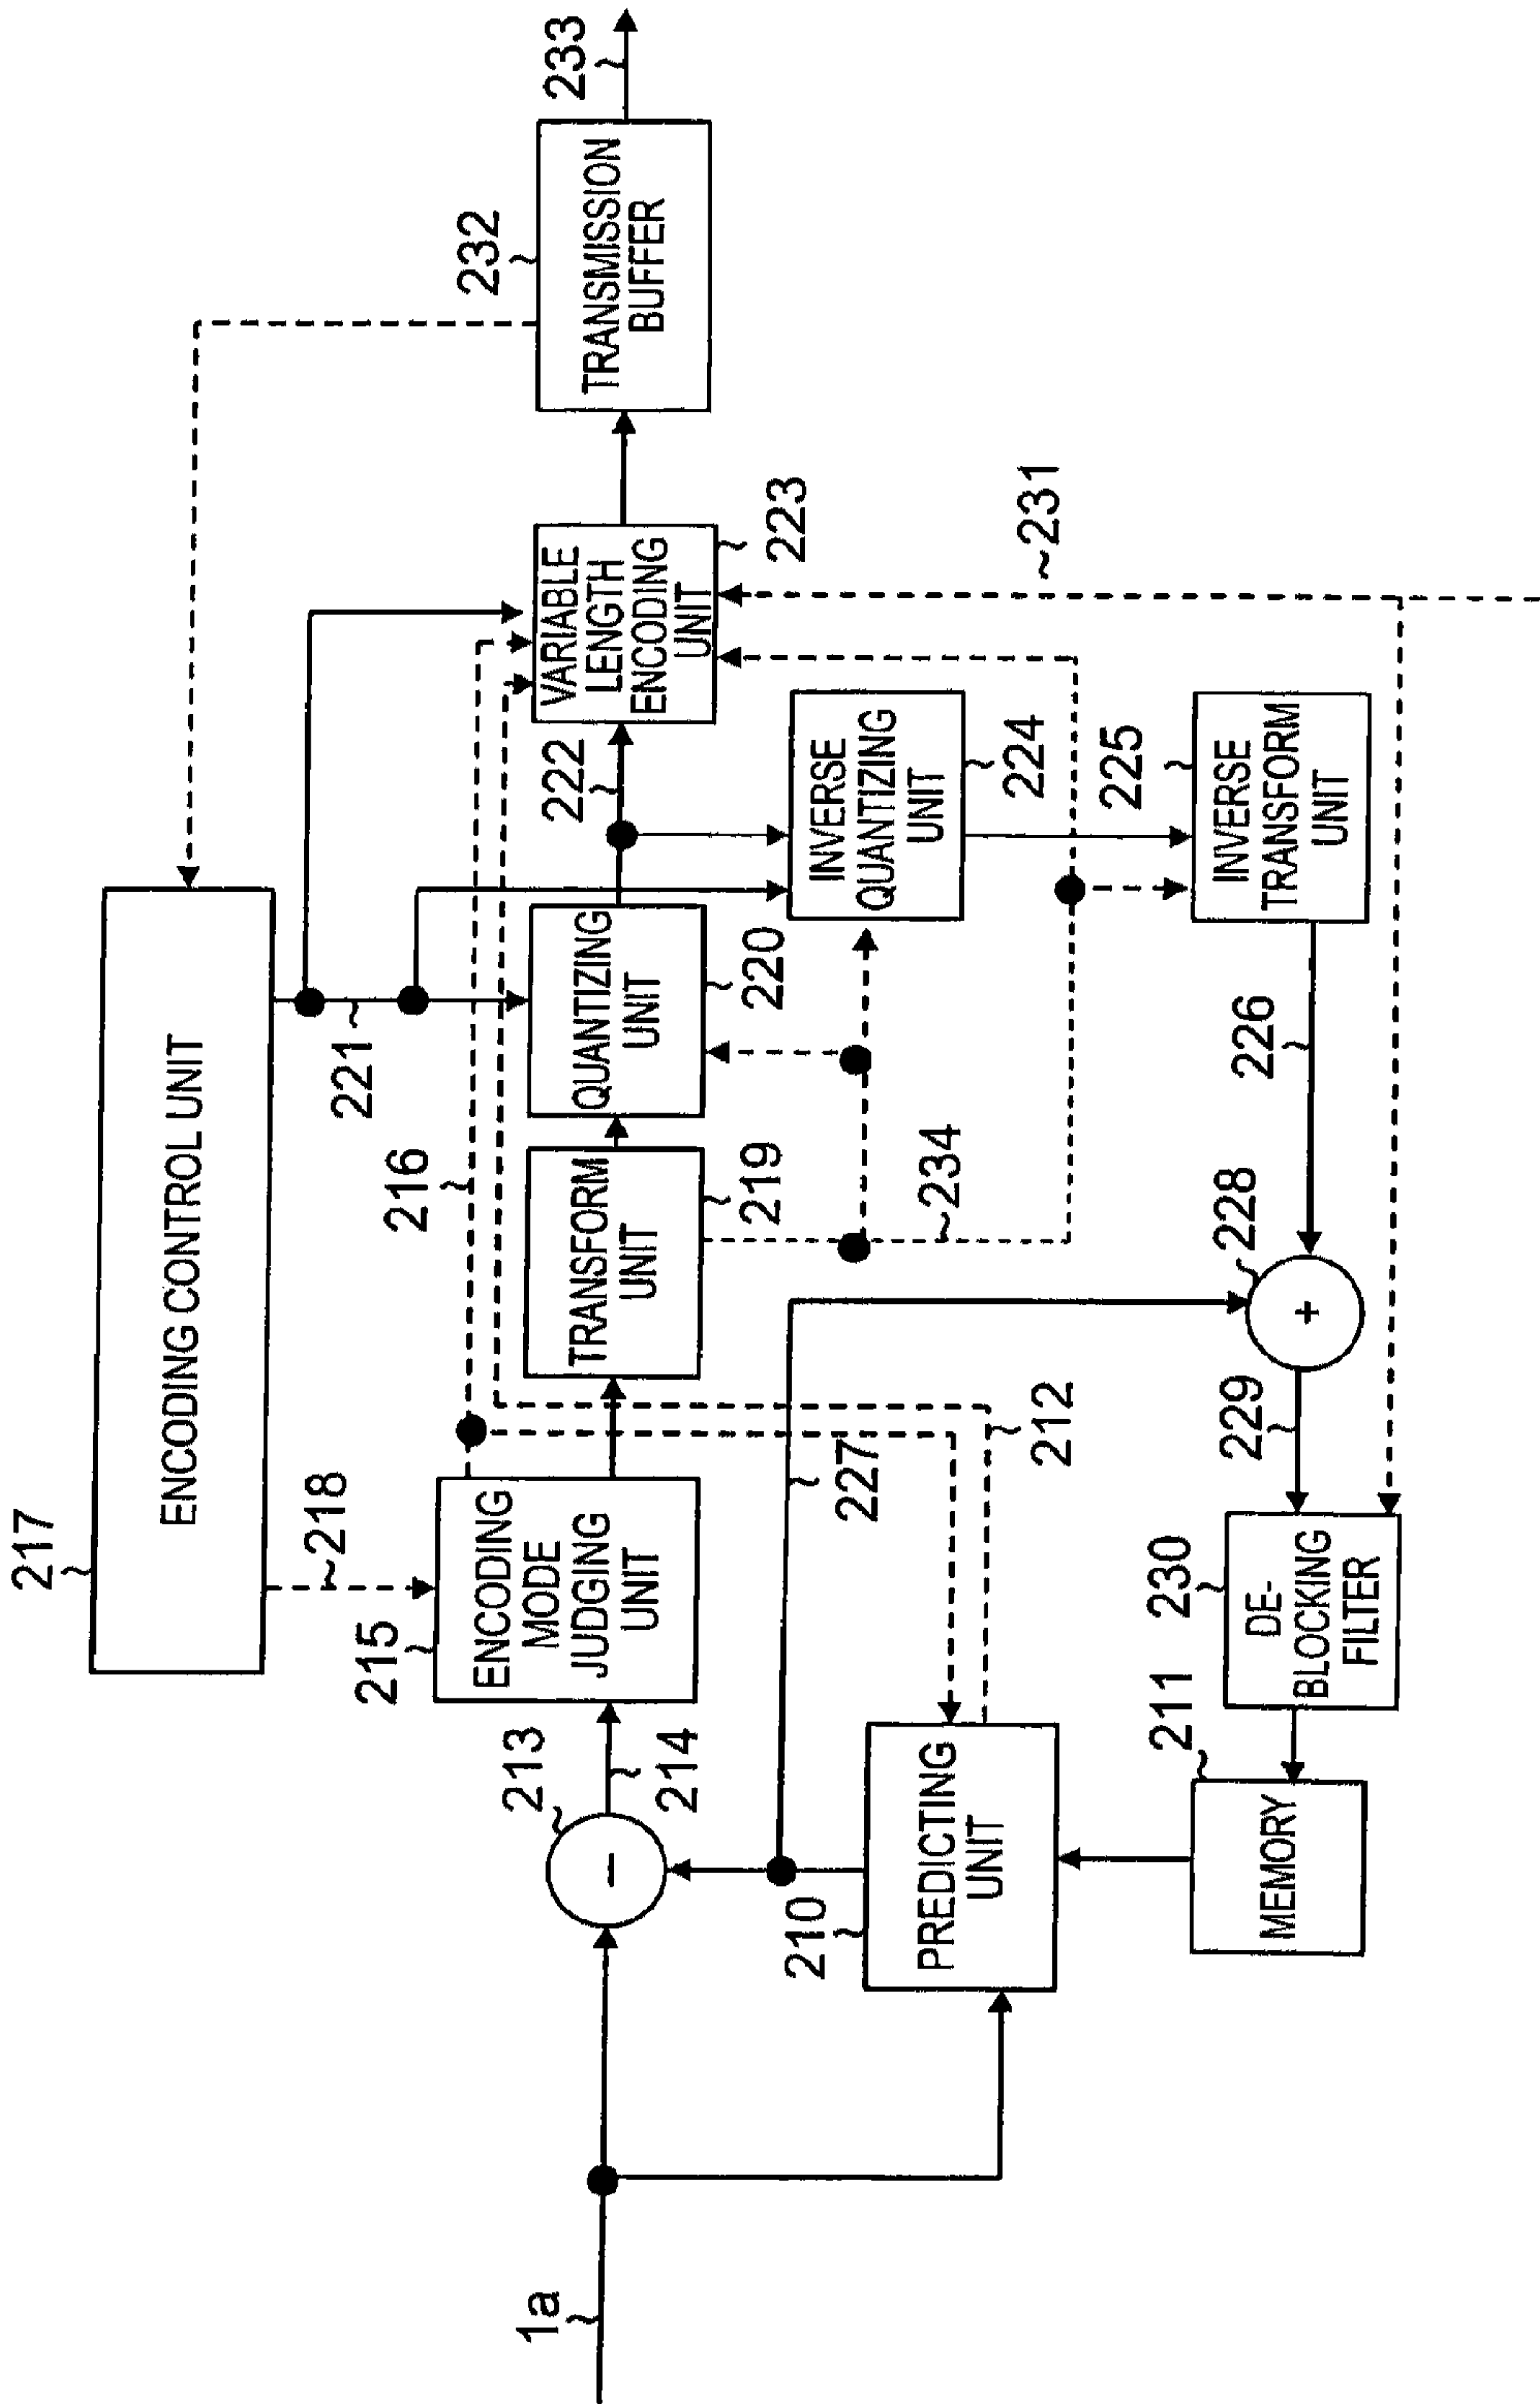 217
ENCODING CONTROL UNIT
~218
221
216
215
ENCODING
MODE
JUDGING
UNIT
213
214
1a
TRANSFORM
UNIT
219
QUANTIZING
UNIT
220
222
VARIABLE
LENGTH
ENCODING
UNIT
223
232
TRANSMISSION
BUFFER
233
~231
~234
INVERSE
QUANTIZING
UNIT
224
225
INVERSE
TRANSFORM
UNIT
226
228
+
229
227
212
−
210
PREDICTING
UNIT
211
MEMORY
230
DE-
BLOCKING
FILTER